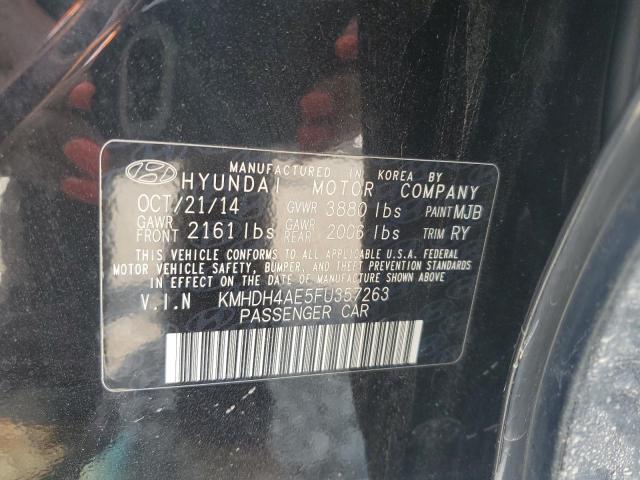 MANUFACTURED IN KOREA BY
HYUNDAI MOTOR COMPANY
OCT/21/14 GVWR 3880 lbs PAINT MJB
GAWR FRONT 2161 lbs GAWR REAR 2006 lbs TRIM RY
THIS VEHICLE CONFORMS TO ALL APPLICABLE U.S.A. FEDERAL
MOTOR VEHICLE SAFETY, BUMPER, AND THEFT PREVENTION STANDARDS
IN EFFECT ON THE DATE OF MANUFACTURE SHOWN ABOVE.
V.I.N KMHDH4AE5FU357263
PASSENGER CAR